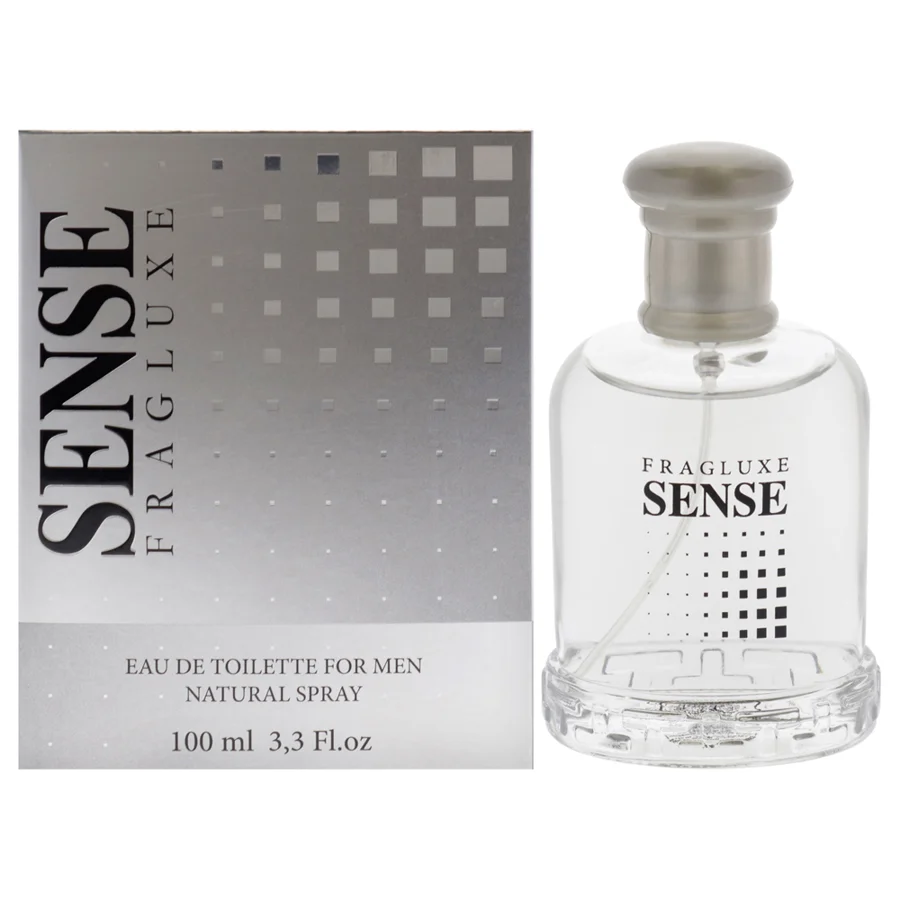 SENSE
FRAGLUXE
EAU DE TOILETTE FOR MEN
NATURAL SPRAY
100 ml 3,3 Fl.oz
FRAGLUXE
SENSE